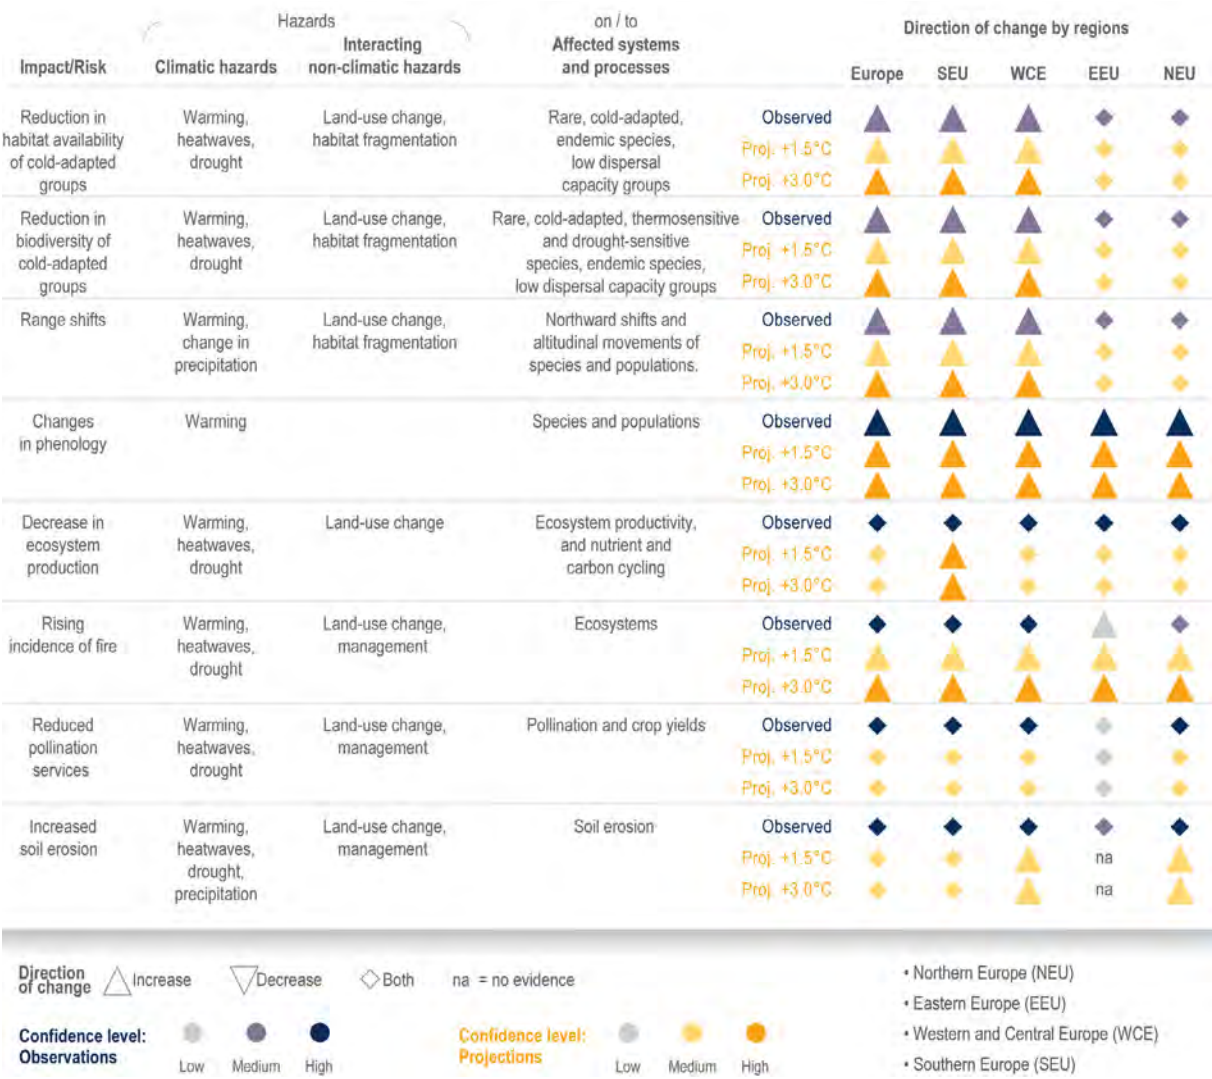 Hazards
on / to
Direction of change by regions
Impact/Risk
Climatic hazards
Interacting
non-climatic hazards
Affected systems
and processes
Europe SEU WCE EEU NEU
Reduction in
habitat availability
of cold-adapted
groups
Warming,
heatwaves,
drought
Land-use change,
habitat fragmentation
Rare, cold-adapted,
endemic species,
low dispersal
capacity groups
Observed
Proj. +1.5°C
Proj. +3.0°C
Reduction in
biodiversity of
cold-adapted
groups
Warming,
heatwaves,
drought
Land-use change,
habitat fragmentation
Rare, cold-adapted, thermosensitive
and drought-sensitive
species, endemic species,
low dispersal capacity groups
Observed
Proj. +1.5°C
Proj. +3.0°C
Range shifts
Warming,
change in
precipitation
Land-use change,
habitat fragmentation
Northward shifts and
altitudinal movements of
species and populations.
Observed
Proj. +1.5°C
Proj. +3.0°C
Changes
in phenology
Warming
Species and populations
Observed
Proj. +1.5°C
Proj. +3.0°C
Decrease in
ecosystem
production
Warming,
heatwaves,
drought
Land-use change
Ecosystem productivity,
and nutrient and
carbon cycling
Observed
Proj. +1.5°C
Proj. +3.0°C
Rising
incidence of fire
Warming,
heatwaves,
drought
Land-use change,
management
Ecosystems
Observed
Proj. +1.5°C
Proj. +3.0°C
Reduced
pollination
services
Warming,
heatwaves,
drought
Land-use change,
management
Pollination and crop yields
Observed
Proj. +1.5°C
Proj. +3.0°C
Increased
soil erosion
Warming,
heatwaves,
drought,
precipitation
Land-use change,
management
Soil erosion
Observed
Proj. +1.5°C
na
Proj. +3.0°C
na
Direction
of change
Increase
Decrease
Both
na = no evidence
Confidence level:
Observations
Low Medium High
Confidence level:
Projections
Low Medium High
• Northern Europe (NEU)
• Eastern Europe (EEU)
• Western and Central Europe (WCE)
• Southern Europe (SEU)